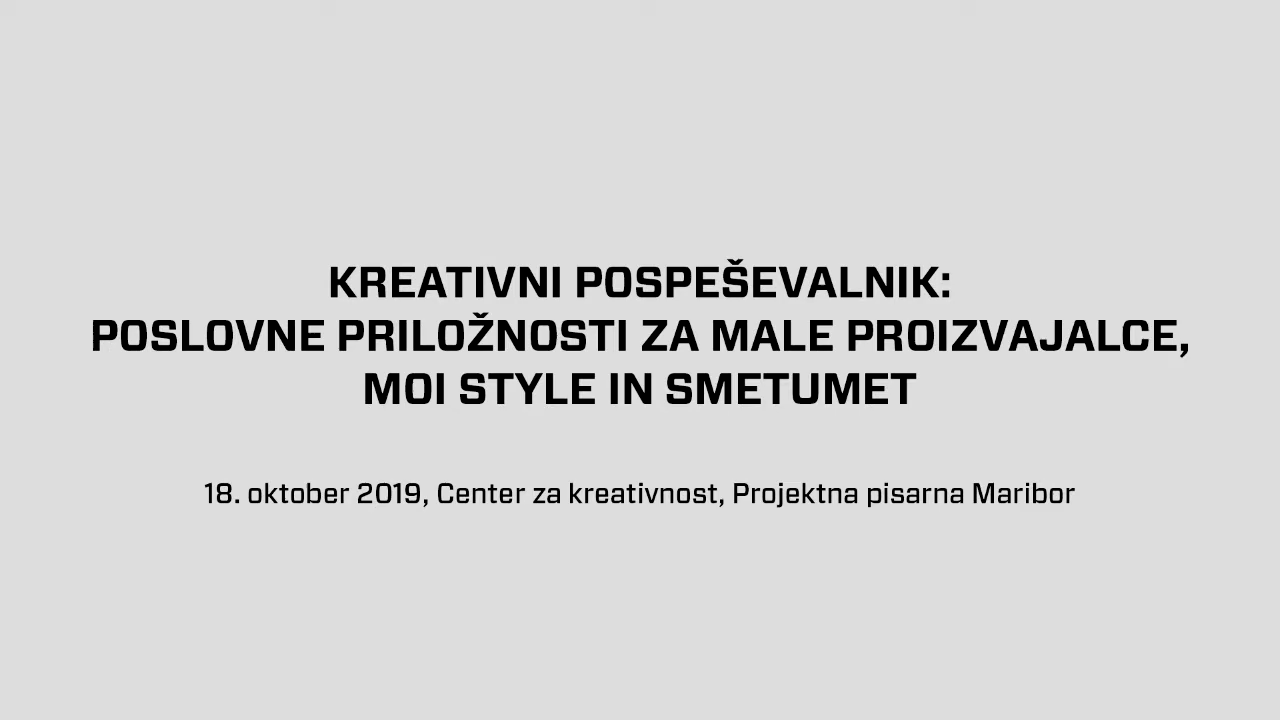 KREATIVNI POSPEŠEVALNIK:
POSLOVNE PRILOŽNOSTI ZA MALE PROIZVAJALCE,
MOI STYLE IN SMETUMET
18. oktober 2019, Center za kreativnost, Projektna pisarna Maribor